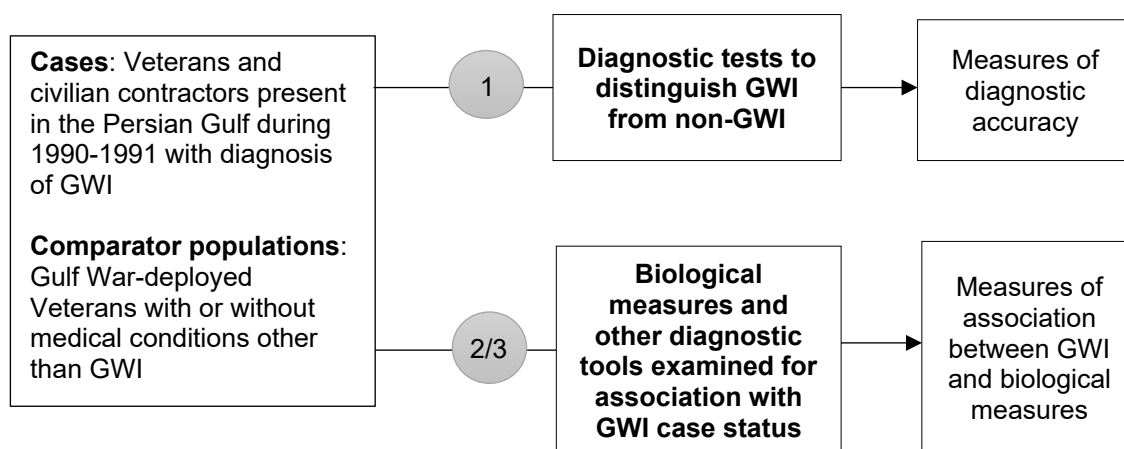 Cases: Veterans and
civilian contractors present
in the Persian Gulf during
1990-1991 with diagnosis
of GWI
Comparator populations:
Gulf War-deployed
Veterans with or without
medical conditions other
than GWI
1
Diagnostic tests to
distinguish GWI
from non-GWI
Measures of
diagnostic
accuracy
2/3
Biological
measures and
other diagnostic
tools examined for
association with
GWI case status
Measures of
association
between GWI
and biological
measures